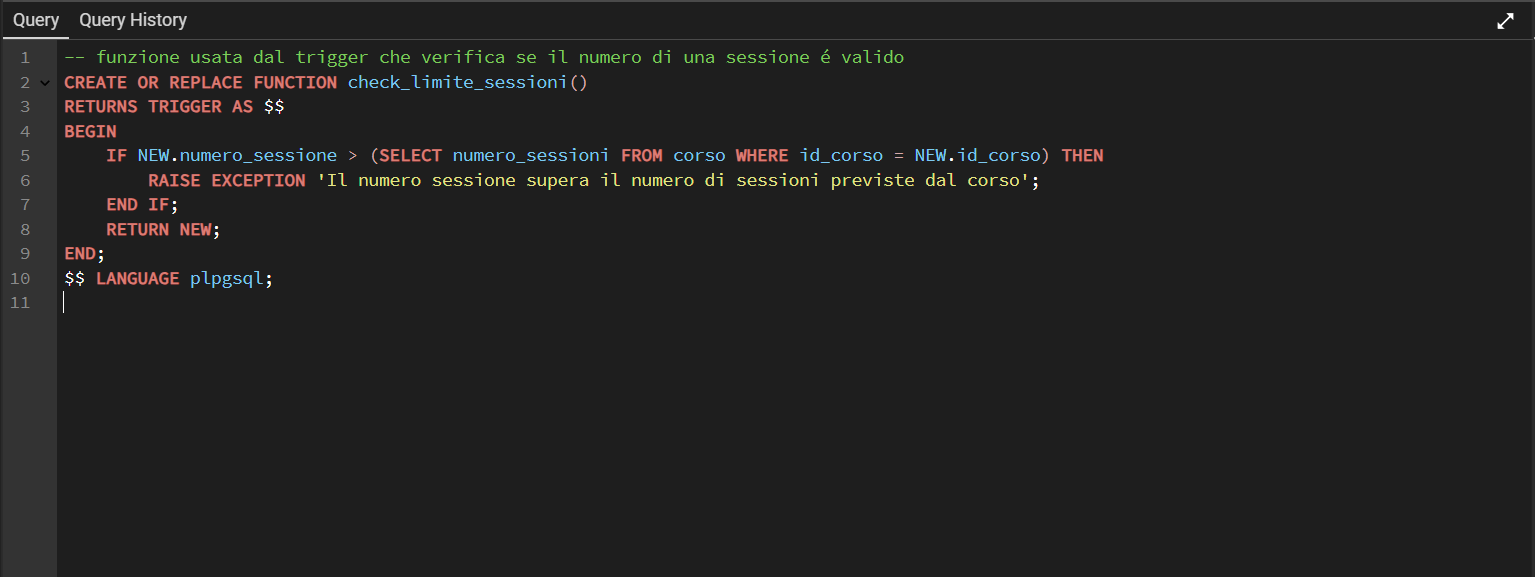 Query Query History
1 -- funzione usata dal trigger che verifica se il numero di una sessione é valido
2 CREATE OR REPLACE FUNCTION check_limite_sessioni()
3 RETURNS TRIGGER AS $$
4 BEGIN
5     IF NEW.numero_sessione > (SELECT numero_sessioni FROM corso WHERE id_corso = NEW.id_corso) THEN
6         RAISE EXCEPTION 'Il numero sessione supera il numero di sessioni previste dal corso';
7     END IF;
8     RETURN NEW;
9 END;
10 $$ LANGUAGE plpgsql;
11